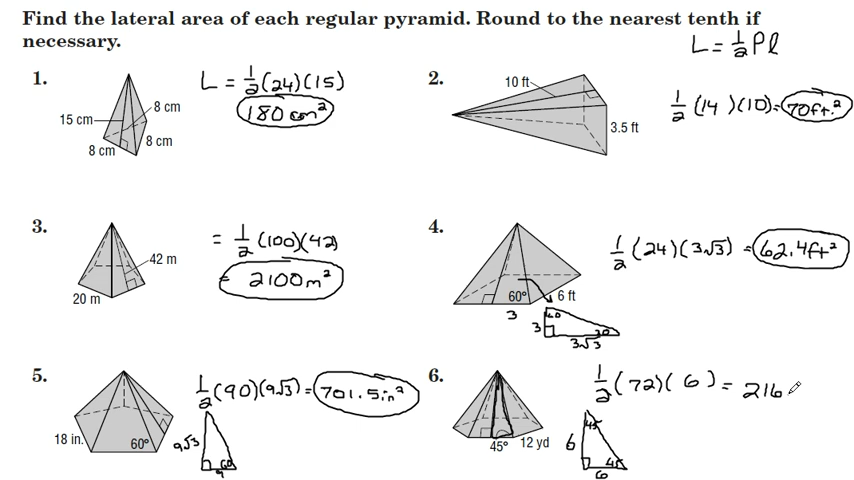 Find the lateral area of each regular pyramid. Round to the nearest tenth if
necessary.
L = ½Pl
1.
15 cm
8 cm
8 cm
8 cm
L = ½(24)(15)
180 cm²
2.
10 ft
3.5 ft
½(14)(10)=70ft.²
3.
42 m
20 m
= ½(100)(42)
= 2100m²
4.
60°
6 ft
3
½(24)(3√3) = 62.4ft²
60
30
3
3√3
5.
18 in.
60°
½(90)(9√3)=701.5in²
9√3
60
9
6.
45°
12 yd
½(72)(6)= 216
45
6
45
6